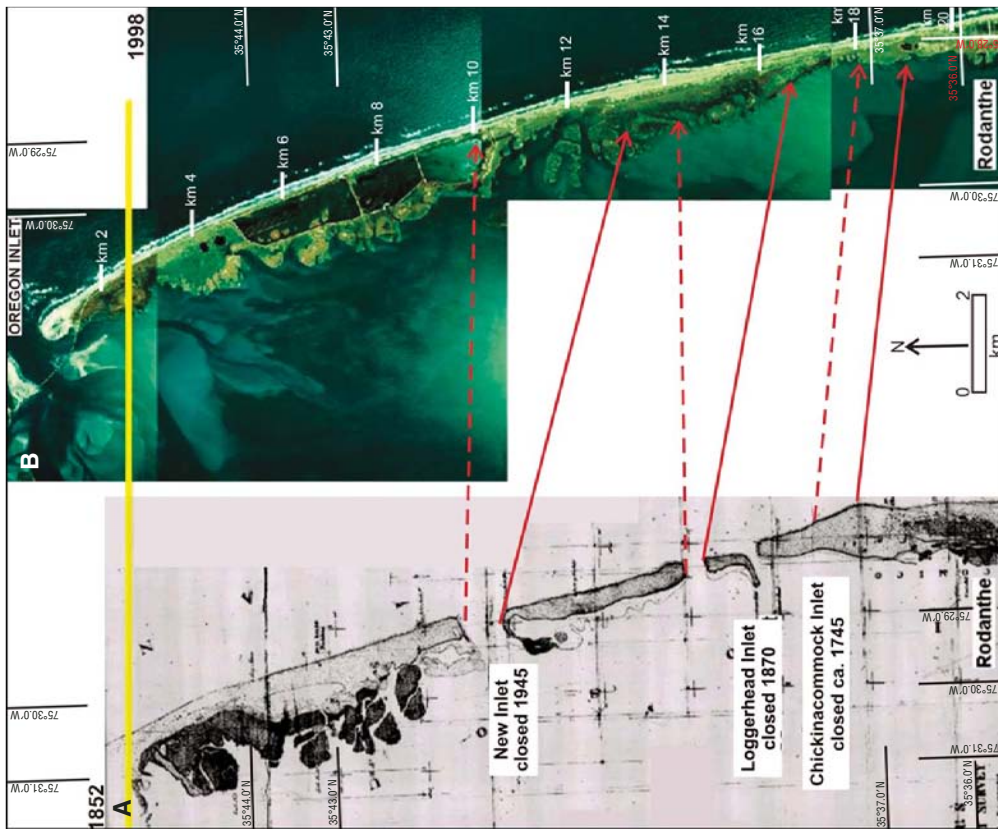 1852
A
75°31.0'W
75°30.0'W
35°44.0'N
35°43.0'N
New Inlet
closed 1945
Loggerhead Inlet
closed 1870
Chickinacommock Inlet
closed ca. 1745
35°37.0'N
35°36.0'N
75°31.0'W
75°30.0'W
75°29.0'W
Rodanthe
1998
B
OREGON INLET
75°30.0'W
75°29.0'W
35°44.0'N
35°43.0'N
km 2
km 4
km 6
km 8
km 10
km 12
km 14
km
16
km
18
km
20
35°37.0'N
35°36.0'N
75°31.0'W
75°30.0'W
Rodanthe
N
0
2
km